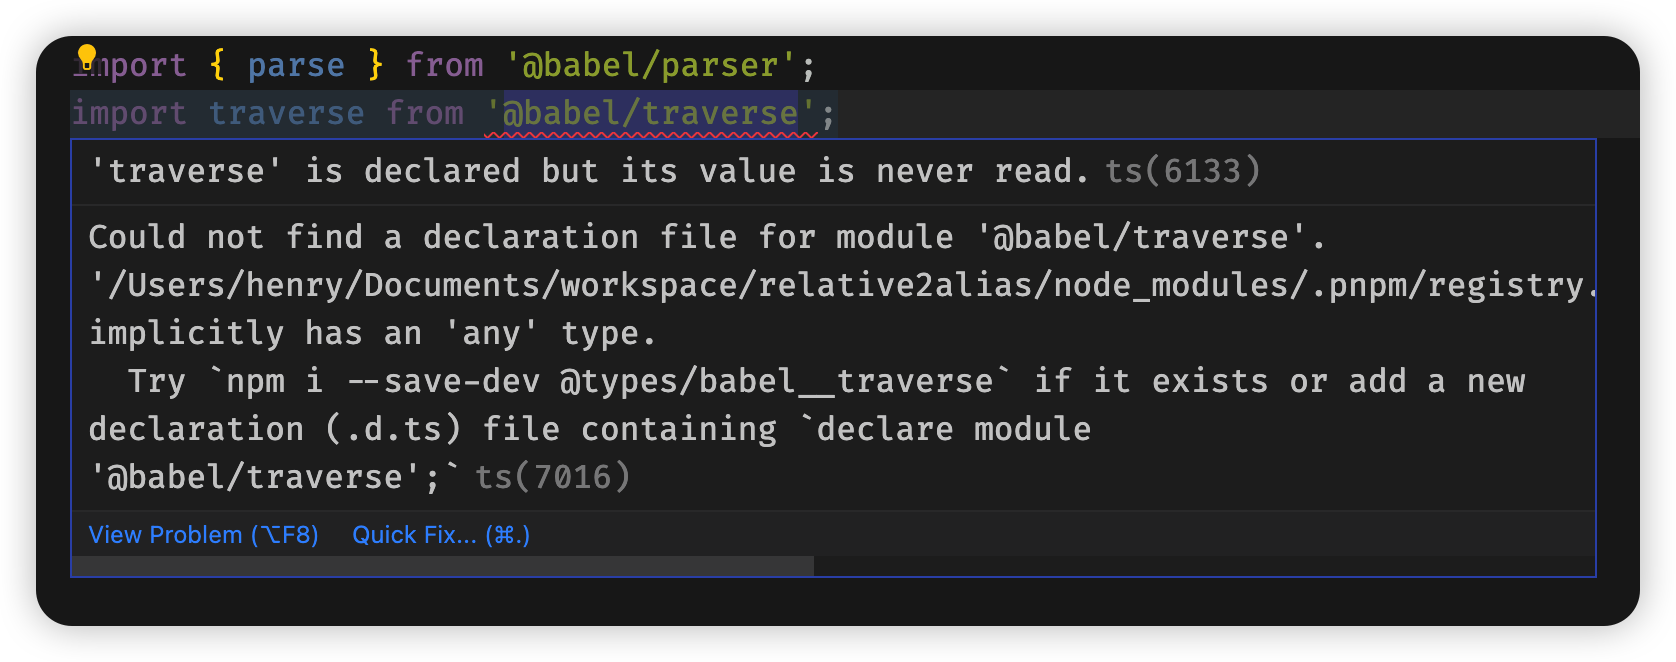 import { parse } from '@babel/parser';
import traverse from '@babel/traverse';
'traverse' is declared but its value is never read. ts(6133)
Could not find a declaration file for module '@babel/traverse'.
'/Users/henry/Documents/workspace/relative2alias/node_modules/.pnpm/registry.
implicitly has an 'any' type.
Try `npm i --save-dev @types/babel__traverse` if it exists or add a new
declaration (.d.ts) file containing `declare module
'@babel/traverse';` ts(7016)
View Problem (⌥F8) Quick Fix... (⌘.)